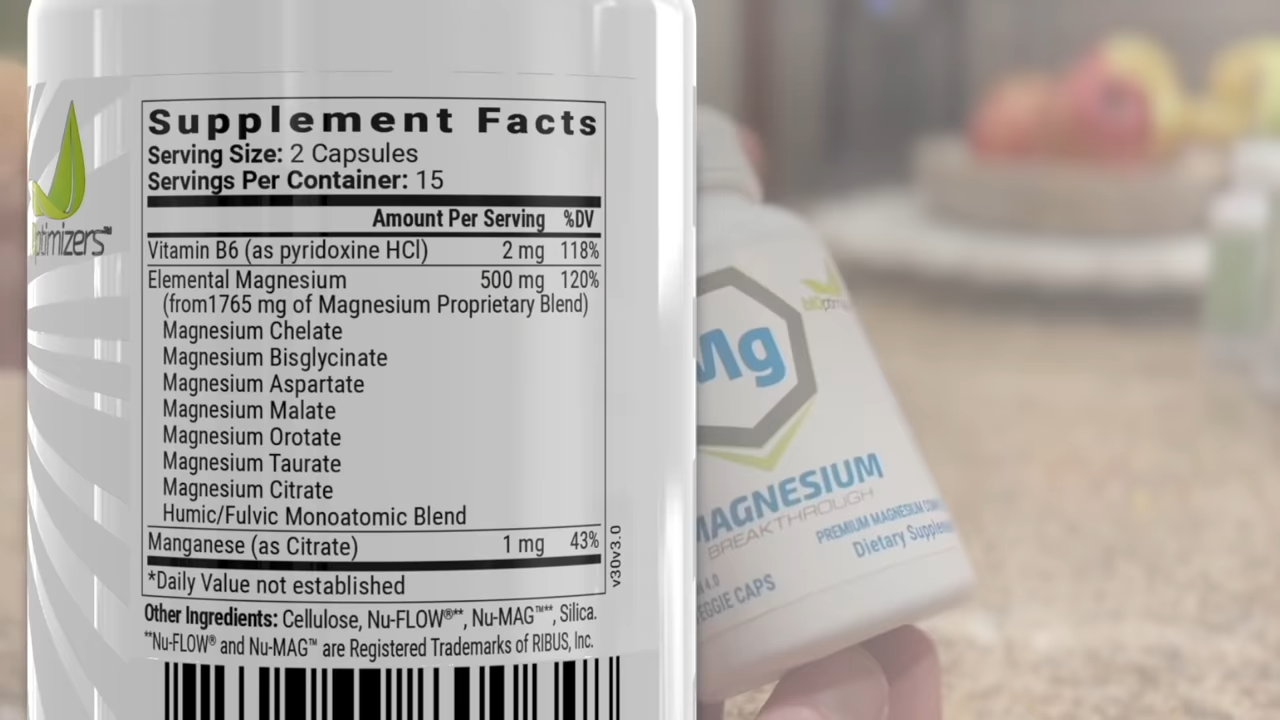 Supplement Facts
Serving Size: 2 Capsules
Servings Per Container: 15
Amount Per Serving %DV
Vitamin B6 (as pyridoxine HCl) 2 mg 118%
Elemental Magnesium 500 mg 120%
(from1765 mg of Magnesium Proprietary Blend)
Magnesium Chelate
Magnesium Bisglycinate
Magnesium Aspartate
Magnesium Malate
Magnesium Orotate
Magnesium Taurate
Magnesium Citrate
Humic/Fulvic Monoatomic Blend
Manganese (as Citrate) 1 mg 43%
*Daily Value not established
v30v3.0
Other Ingredients: Cellulose, Nu-FLOW®**, Nu-MAG™**, Silica.
**Nu-FLOW® and Nu-MAG™ are Registered Trademarks of RIBUS, Inc.
ptimizers™
Mg
MAGNESIUM
BREAKTHROUGH
PREMIUM MAGNESIUM
Dietary
4.0
CAPS